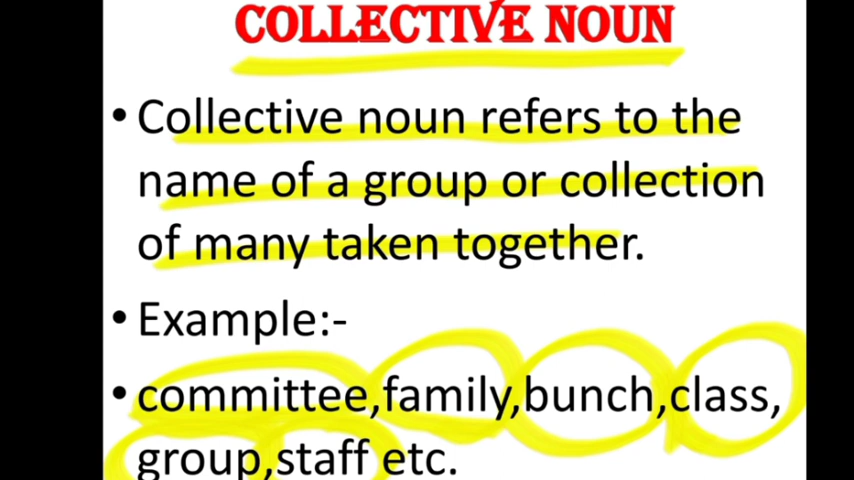 COLLECTIVE NOUN
• Collective noun refers to the
name of a group or collection
of many taken together.
• Example:-
• committee,family,bunch,class,
group,staff etc.